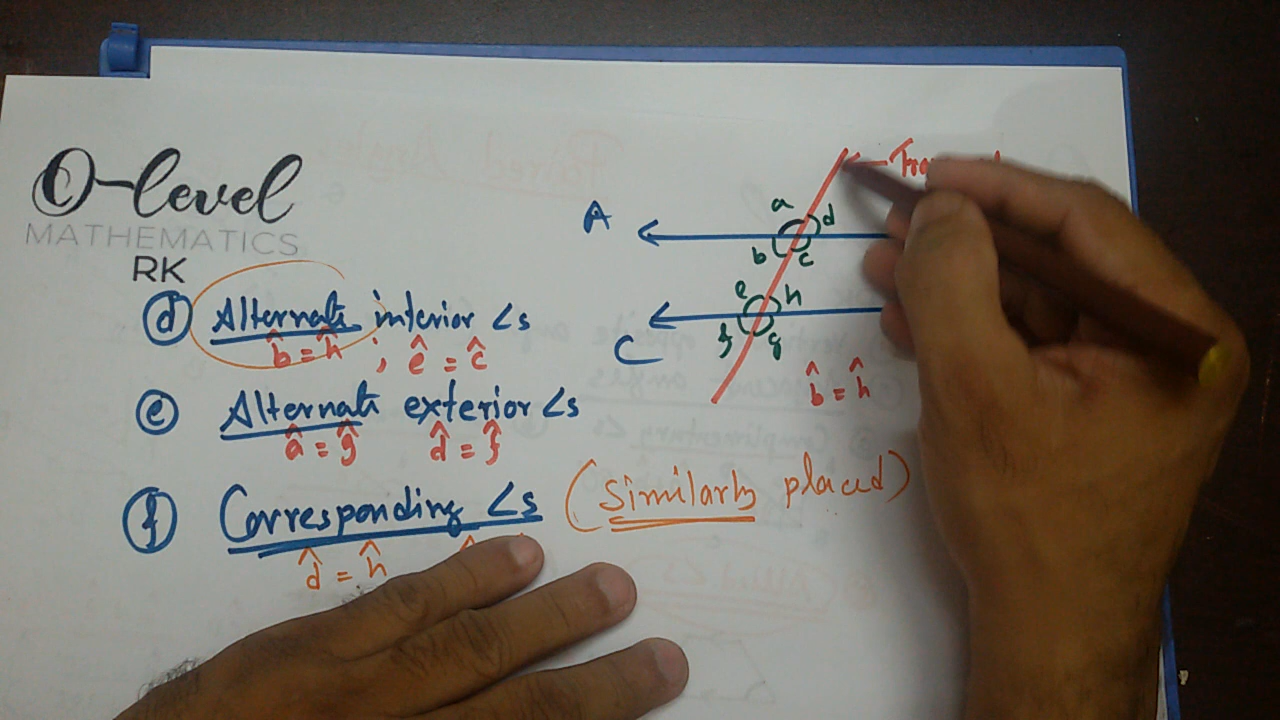 O-level
MATHEMATICS
RK
A
a
d
b
c
e
h
f
g
C
b̂ = ĥ
(d) Alternate interior ∠s
b̂ = ĥ ; ê = ĉ
(e) Alternate exterior ∠s
â = ĝ d̂ = f̂
(f) Corresponding ∠s (Similarly placed)
d̂ = ĥ